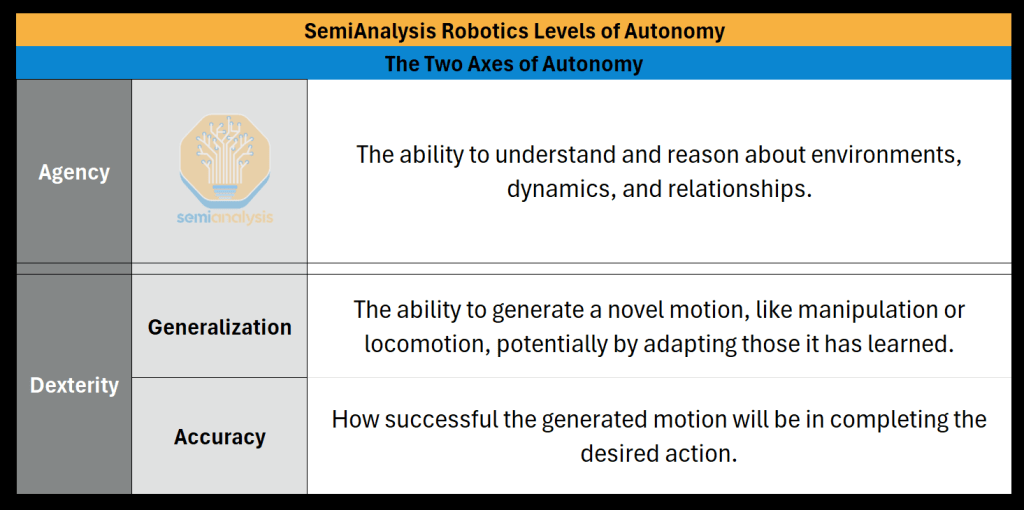 SemiAnalysis Robotics Levels of Autonomy
The Two Axes of Autonomy
Agency
semianalysis
The ability to understand and reason about environments,
dynamics, and relationships.
Dexterity
Generalization
The ability to generate a novel motion, like manipulation or
locomotion, potentially by adapting those it has learned.
Accuracy
How successful the generated motion will be in completing the
desired action.